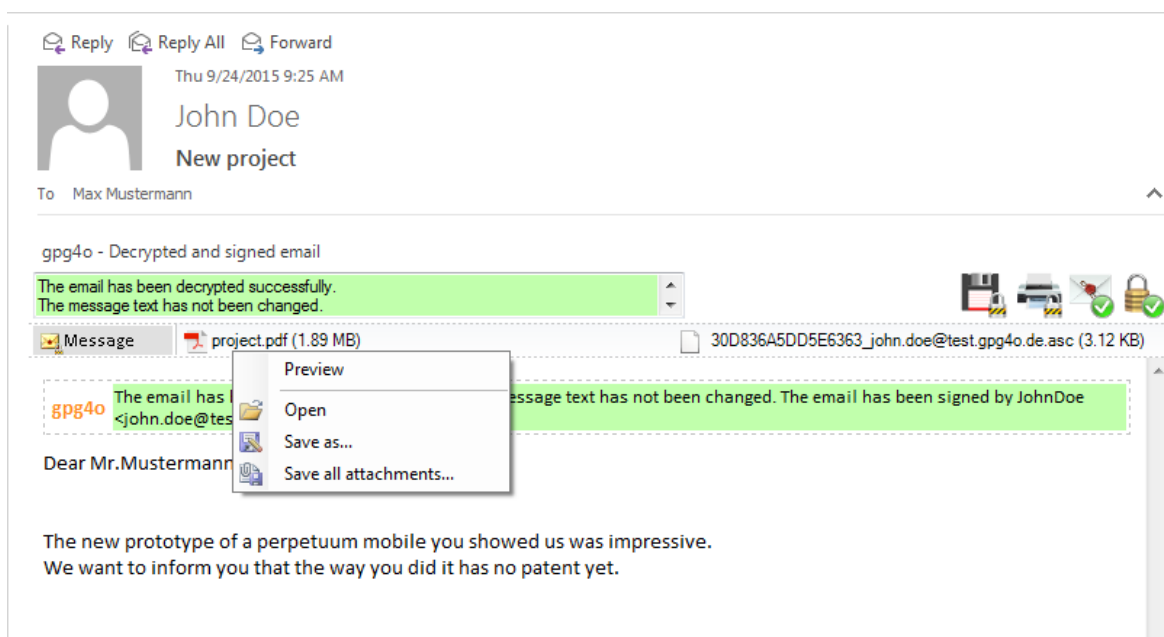 Reply Reply All Forward
Thu 9/24/2015 9:25 AM
John Doe
New project
To Max Mustermann
gpg4o - Decrypted and signed email
The email has been decrypted successfully.
The message text has not been changed.
Message project.pdf (1.89 MB) 30D836A5DD5E6363_john.doe@test.gpg4o.de.asc (3.12 KB)
Preview
Open
Save as...
Save all attachments...
gpg4o
The email has essage text has not been changed. The email has been signed by JohnDoe
<john.doe@tes
Dear Mr.Mustermann
The new prototype of a perpetuum mobile you showed us was impressive.
We want to inform you that the way you did it has no patent yet.